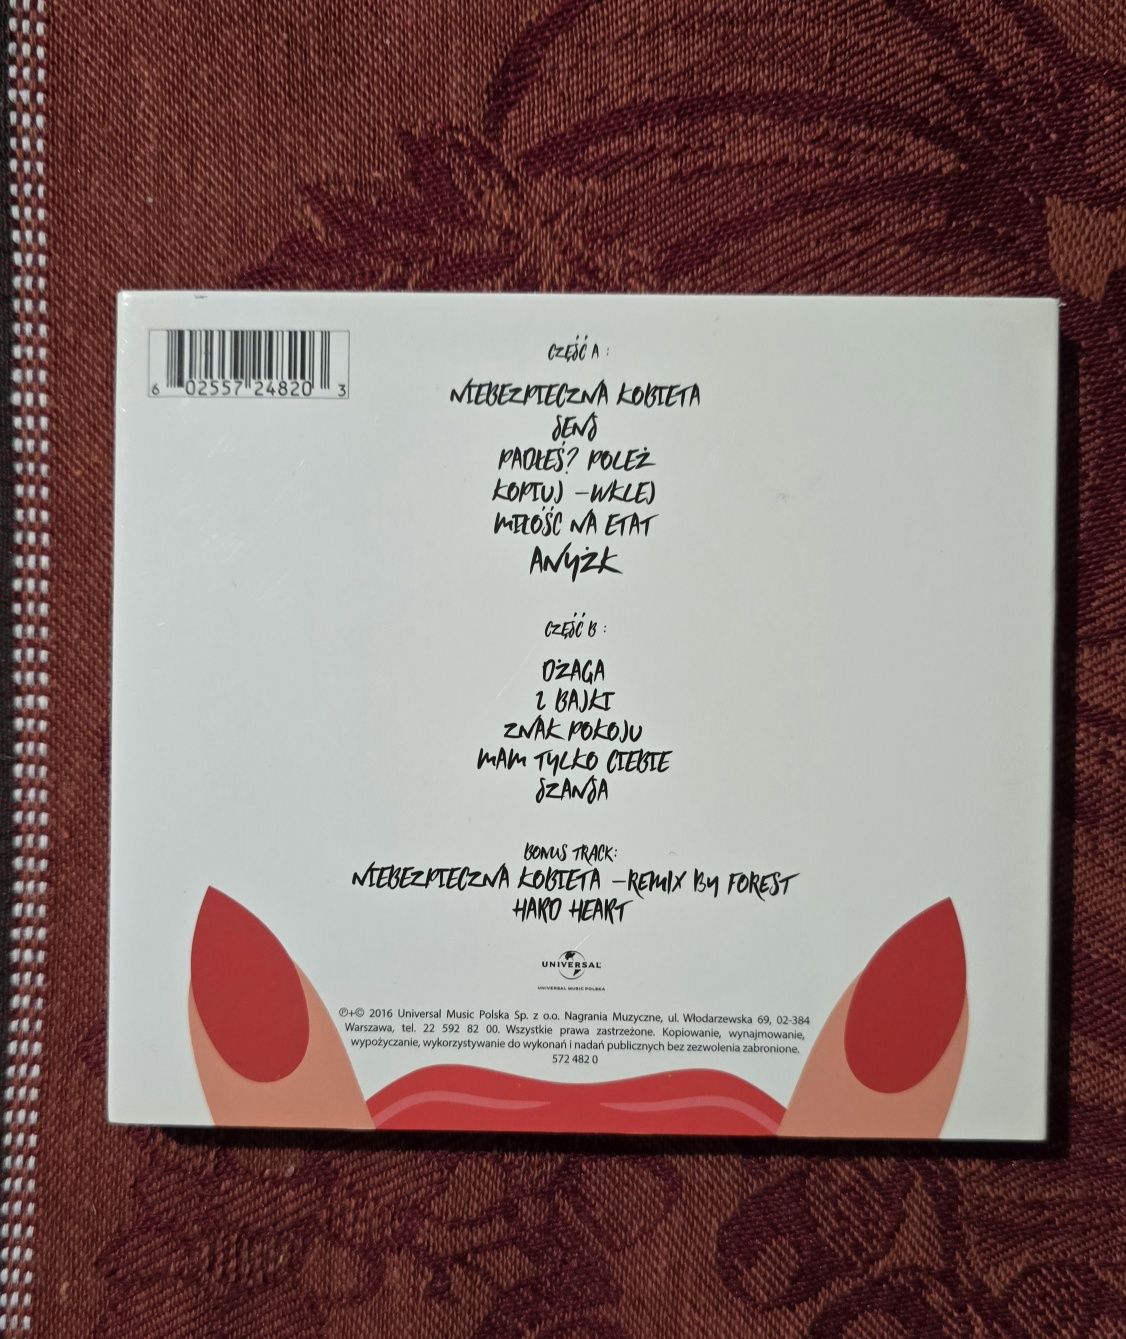 6 02557 24820 3
CZĘŚĆ A :
NIEBEZPIECZNA KOBIETA
SENS
PADŁEŚ? POLEŻ
KOPIUJ -WKLEJ
MIŁOŚĆ NA ETAT
ANYŻK
CZĘŚĆ B :
DŻAGA
Z BAJKI
ZNAK POKOJU
MAM TYLKO CIEBIE
SZANSA
BONUS TRACK:
NIEBEZPIECZNA KOBIETA -REMIX BY FOREST
HARD HEART
UNIVERSAL
UNIVERSAL MUSIC POLSKA
℗+© 2016 Universal Music Polska Sp. z o.o. Nagrania Muzyczne, ul. Włodarzewska 69, 02-384
Warszawa, tel. 22 592 82 00. Wszystkie prawa zastrzeżone. Kopiowanie, wynajmowanie,
wypożyczanie, wykorzystywanie do wykonań i nadań publicznych bez zezwolenia zabronione.
572 482 0